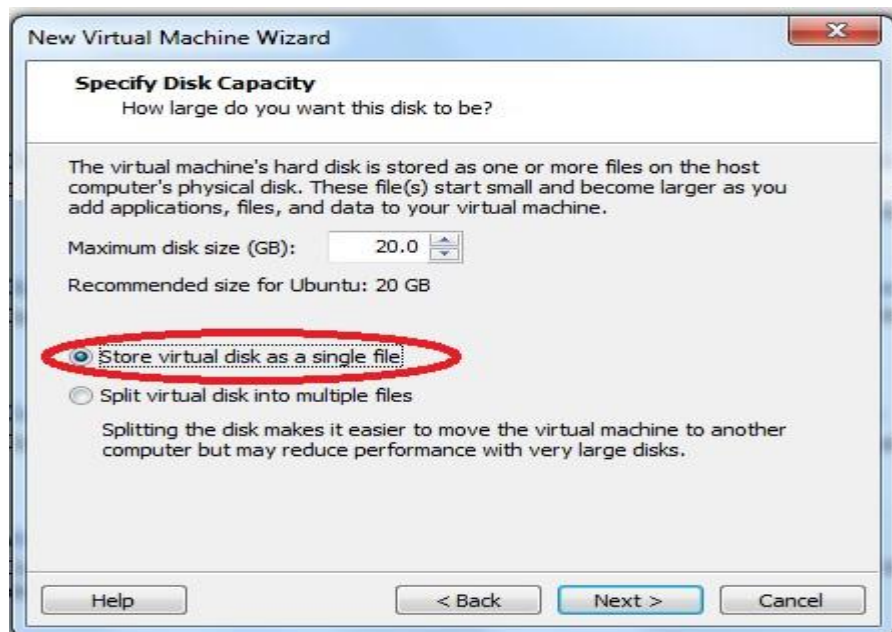 New Virtual Machine Wizard
Specify Disk Capacity
How large do you want this disk to be?
The virtual machine's hard disk is stored as one or more files on the host
computer's physical disk. These file(s) start small and become larger as you
add applications, files, and data to your virtual machine.
Maximum disk size (GB): 20.0
Recommended size for Ubuntu: 20 GB
Store virtual disk as a single file
Split virtual disk into multiple files
Splitting the disk makes it easier to move the virtual machine to another
computer but may reduce performance with very large disks.
Help < Back Next > Cancel